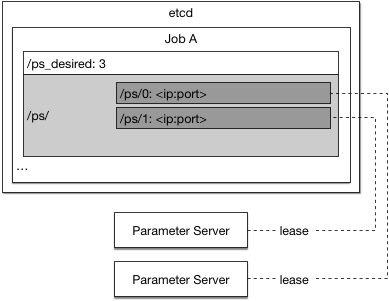 etcd
Job A
/ps_desired: 3
/ps/
/ps/0: <ip:port>
/ps/1: <ip:port>
...
Parameter Server
lease
Parameter Server
lease